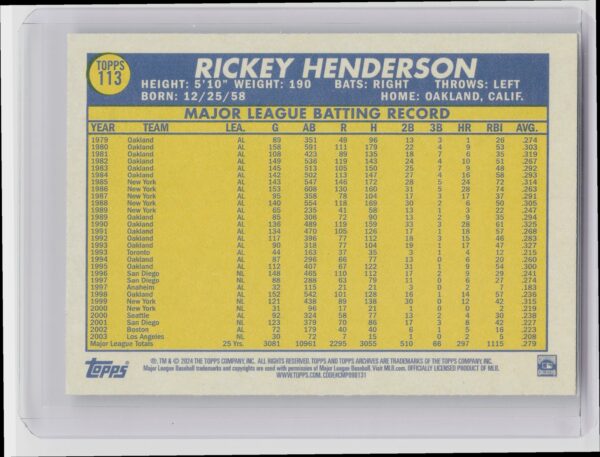 TOPPS
113
RICKEY HENDERSON
HEIGHT: 5'10" WEIGHT: 190 BATS: RIGHT THROWS: LEFT
BORN: 12/25/58 HOME: OAKLAND, CALIF.
MAJOR LEAGUE BATTING RECORD
YEAR TEAM LEA. G AB R H 2B 3B HR RBI AVG.
1979 Oakland AL 89 351 49 96 13 3 1 26 .274
1980 Oakland AL 158 591 111 179 22 4 9 53 .303
1981 Oakland AL 108 423 89 135 18 7 6 35 .319
1982 Oakland AL 149 536 119 143 24 4 10 51 .267
1983 Oakland AL 145 513 105 150 25 7 9 48 .292
1984 Oakland AL 142 502 113 147 27 4 16 58 .293
1985 New York AL 143 547 146 172 28 5 24 72 .314
1986 New York AL 153 608 130 160 31 5 28 74 .263
1987 New York AL 95 358 78 104 17 3 17 37 .291
1988 New York AL 140 554 118 169 30 2 6 50 .305
1989 New York AL 65 235 41 58 13 1 3 22 .247
1989 Oakland AL 85 306 72 90 13 2 9 35 .294
1990 Oakland AL 136 489 119 159 33 3 28 61 .325
1991 Oakland AL 134 470 105 126 17 1 18 57 .268
1992 Oakland AL 117 396 77 112 18 3 15 46 .283
1993 Oakland AL 90 318 77 104 19 1 17 47 .327
1993 Toronto AL 44 163 37 35 3 1 4 12 .215
1994 Oakland AL 87 296 66 77 13 0 6 20 .260
1995 Oakland AL 112 407 67 122 31 1 9 54 .300
1996 San Diego NL 148 465 110 112 17 2 9 29 .241
1997 San Diego NL 88 288 63 79 11 0 6 27 .274
1997 Anaheim AL 32 115 21 21 3 0 2 7 .183
1998 Oakland AL 152 542 101 128 16 1 14 57 .236
1999 New York NL 121 438 89 138 30 0 12 42 .315
2000 New York NL 31 96 17 21 1 0 0 2 .219
2000 Seattle AL 92 324 58 77 13 2 4 30 .238
2001 San Diego NL 123 379 70 86 17 3 8 42 .227
2002 Boston AL 72 179 40 40 6 1 5 16 .223
2003 Los Angeles NL 30 72 7 15 1 0 2 5 .208
Major League Totals 25 Yrs. 3081 10961 2295 3055 510 66 297 1115 .279
Topps
®, TM & © 2024 THE TOPPS COMPANY, INC. ALL RIGHTS RESERVED. TOPPS AND TOPPS ARCHIVES ARE TRADEMARKS OF THE TOPPS COMPANY, INC.
Major League Baseball trademarks and copyrights are used with permission of Major League Baseball. Visit MLB.com. OFFICIALLY LICENSED PRODUCT OF MLB.
WWW.TOPPS.COM. CODE#CMP090131